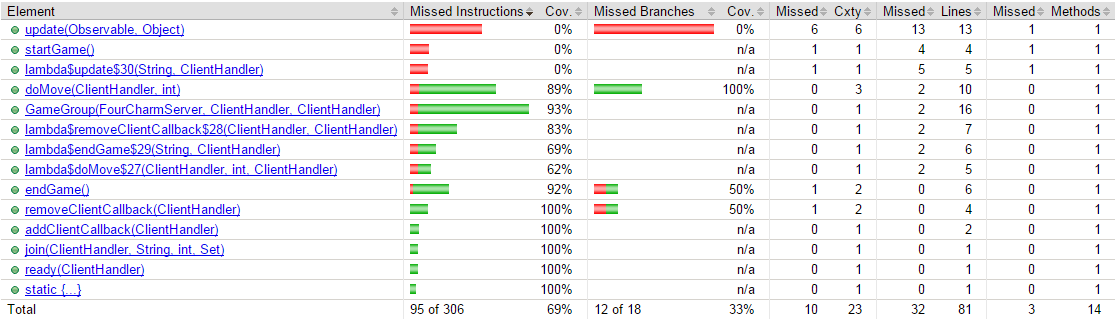 Element Missed Instructions Cov. Missed Branches Cov. Missed Cxty Missed Lines Missed Methods
update(Observable, Object) 0% 0% 6 6 13 13 1 1
startGame() 0% n/a 1 1 4 4 1 1
lambda$update$30(String, ClientHandler) 0% n/a 1 1 5 5 1 1
doMove(ClientHandler, int) 89% 100% 0 3 2 10 0 1
GameGroup(FourCharmServer, ClientHandler, ClientHandler) 93% n/a 0 1 2 16 0 1
lambda$removeClientCallback$28(ClientHandler, ClientHandler) 83% n/a 0 1 2 7 0 1
lambda$endGame$29(String, ClientHandler) 69% n/a 0 1 2 6 0 1
lambda$doMove$27(ClientHandler, int, ClientHandler) 62% n/a 0 1 2 5 0 1
endGame() 92% 50% 1 2 0 6 0 1
removeClientCallback(ClientHandler) 100% 50% 1 2 0 4 0 1
addClientCallback(ClientHandler) 100% n/a 0 1 0 2 0 1
join(ClientHandler, String, int, Set) 100% n/a 0 1 0 1 0 1
ready(ClientHandler) 100% n/a 0 1 0 1 0 1
static {...} 100% n/a 0 1 0 1 0 1
Total 95 of 306 69% 12 of 18 33% 10 23 32 81 3 14